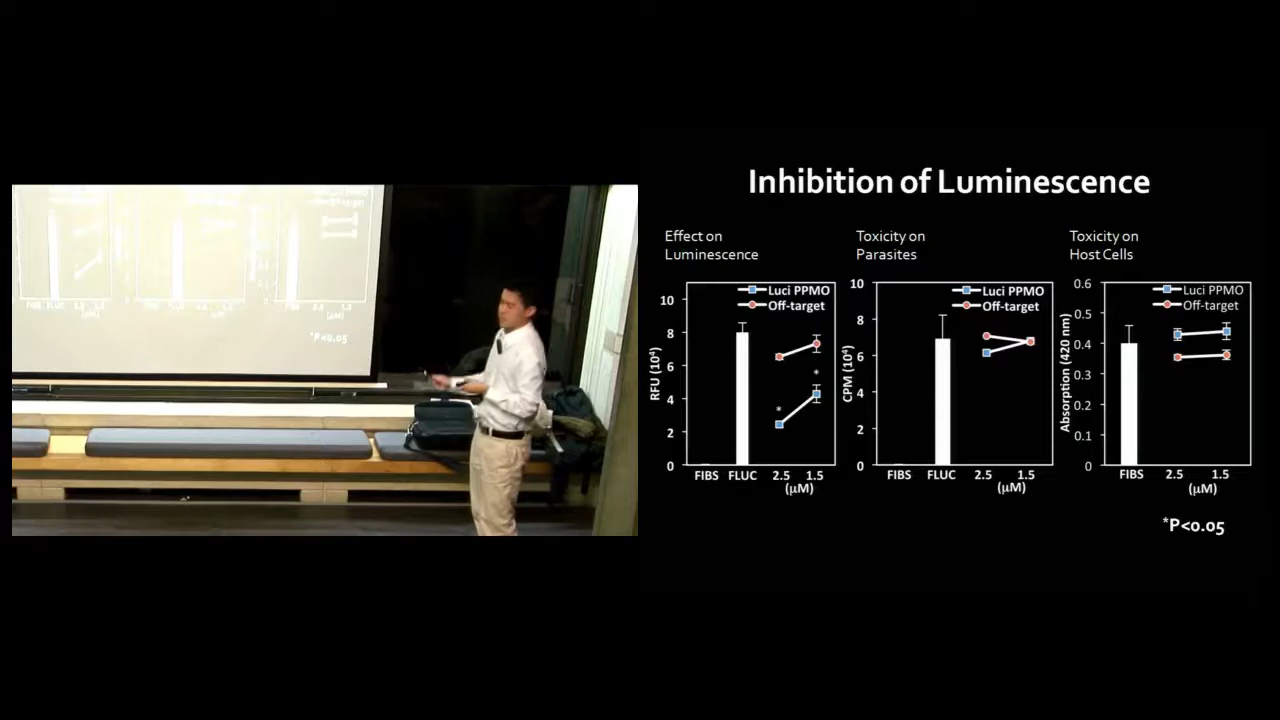 Inhibition of Luminescence
Effect on
Luminescence
Toxicity on
Parasites
Toxicity on
Host Cells
RFU (10⁴)
10
8
6
4
2
0
Luci PPMO
Off-target
*
*
FIBS FLUC 2.5 1.5
(µM)
CPM (10⁴)
10
8
6
4
2
0
Luci PPMO
Off-target
FIBS FLUC 2.5 1.5
(µM)
Absorption (420 nm)
0.6
0.5
0.4
0.3
0.2
0.1
0
Luci PPMO
Off-target
FIBS 2.5 1.5
(µM)
*P<0.05
*P<0.05